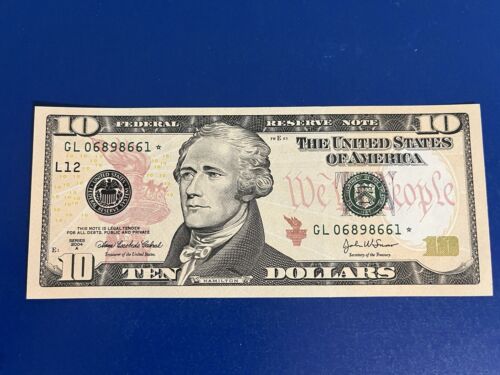 10 FEDERAL RESERVE NOTE 10
GL 06898661 *
THE UNITED STATES
OF AMERICA
L12
We the People
THIS NOTE IS LEGAL TENDER
FOR ALL DEBTS, PUBLIC AND PRIVATE
GL 06898661 *
SERIES
2004
A
Treasurer of the United States.
Secretary of the Treasury.
10 TEN HAMILTON DOLLARS 10